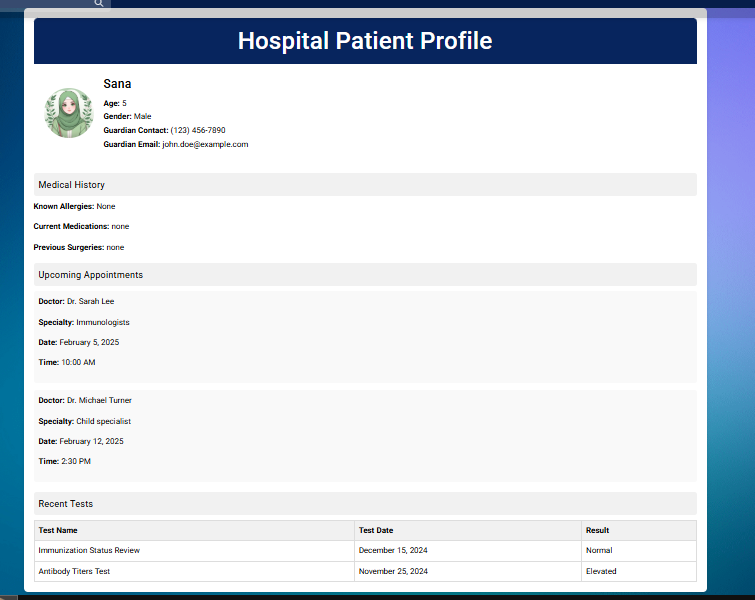 Hospital Patient Profile
Sana
Age: 5
Gender: Male
Guardian Contact: (123) 456-7890
Guardian Email: john.doe@example.com
Medical History
Known Allergies: None
Current Medications: none
Previous Surgeries: none
Upcoming Appointments
Doctor: Dr. Sarah Lee
Specialty: Immunologists
Date: February 5, 2025
Time: 10:00 AM
Doctor: Dr. Michael Turner
Specialty: Child specialist
Date: February 12, 2025
Time: 2:30 PM
Recent Tests
Test Name Test Date Result
Immunization Status Review December 15, 2024 Normal
Antibody Titers Test November 25, 2024 Elevated